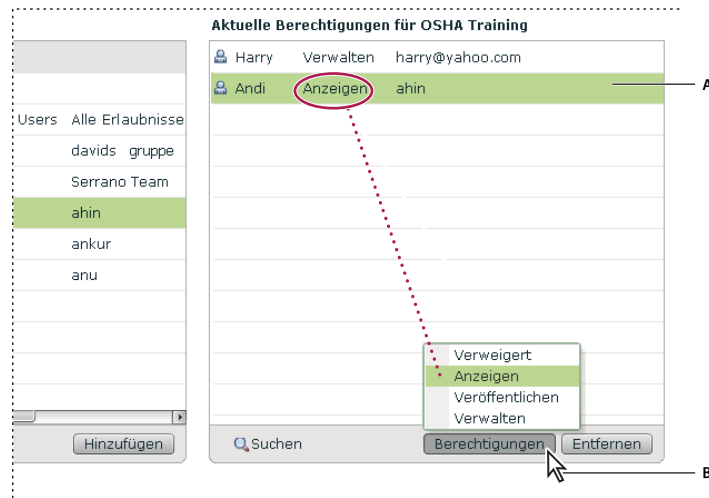 Aktuelle Berechtigungen für OSHA Training
Harry Verwalten harry@yahoo.com
Andi Anzeigen ahin
A
Users Alle Erlaubnisse
davids gruppe
Serrano Team
ahin
ankur
anu
Verweigert
Anzeigen
Veröffentlichen
Verwalten
Hinzufügen
Suchen
Berechtigungen
Entfernen
B